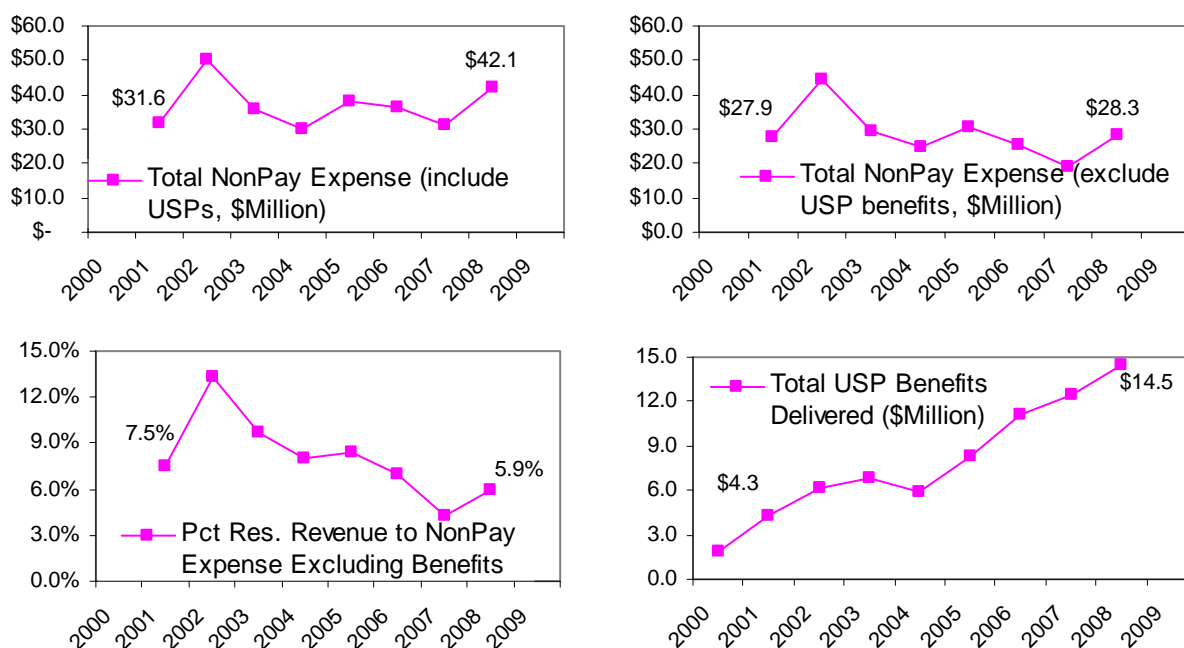 $60.0
$50.0
$40.0
$30.0
$20.0
$10.0
$-
$31.6
$42.1
Total NonPay Expense (include
USPs, $Million)
2000 2001 2002 2003 2004 2005 2006 2007 2008 2009
$60.0
$50.0
$40.0
$30.0
$20.0
$10.0
$0.0
$27.9
$28.3
Total NonPay Expense (exclude
USP benefits, $Million)
2000 2001 2002 2003 2004 2005 2006 2007 2008 2009
15.0%
12.0%
9.0%
6.0%
3.0%
0.0%
7.5%
5.9%
Pct Res. Revenue to NonPay
Expense Excluding Benefits
2000 2001 2002 2003 2004 2005 2006 2007 2008 2009
15.0
12.0
9.0
6.0
3.0
0.0
Total USP Benefits
Delivered ($Million)
$14.5
$4.3
2000 2001 2002 2003 2004 2005 2006 2007 2008 2009